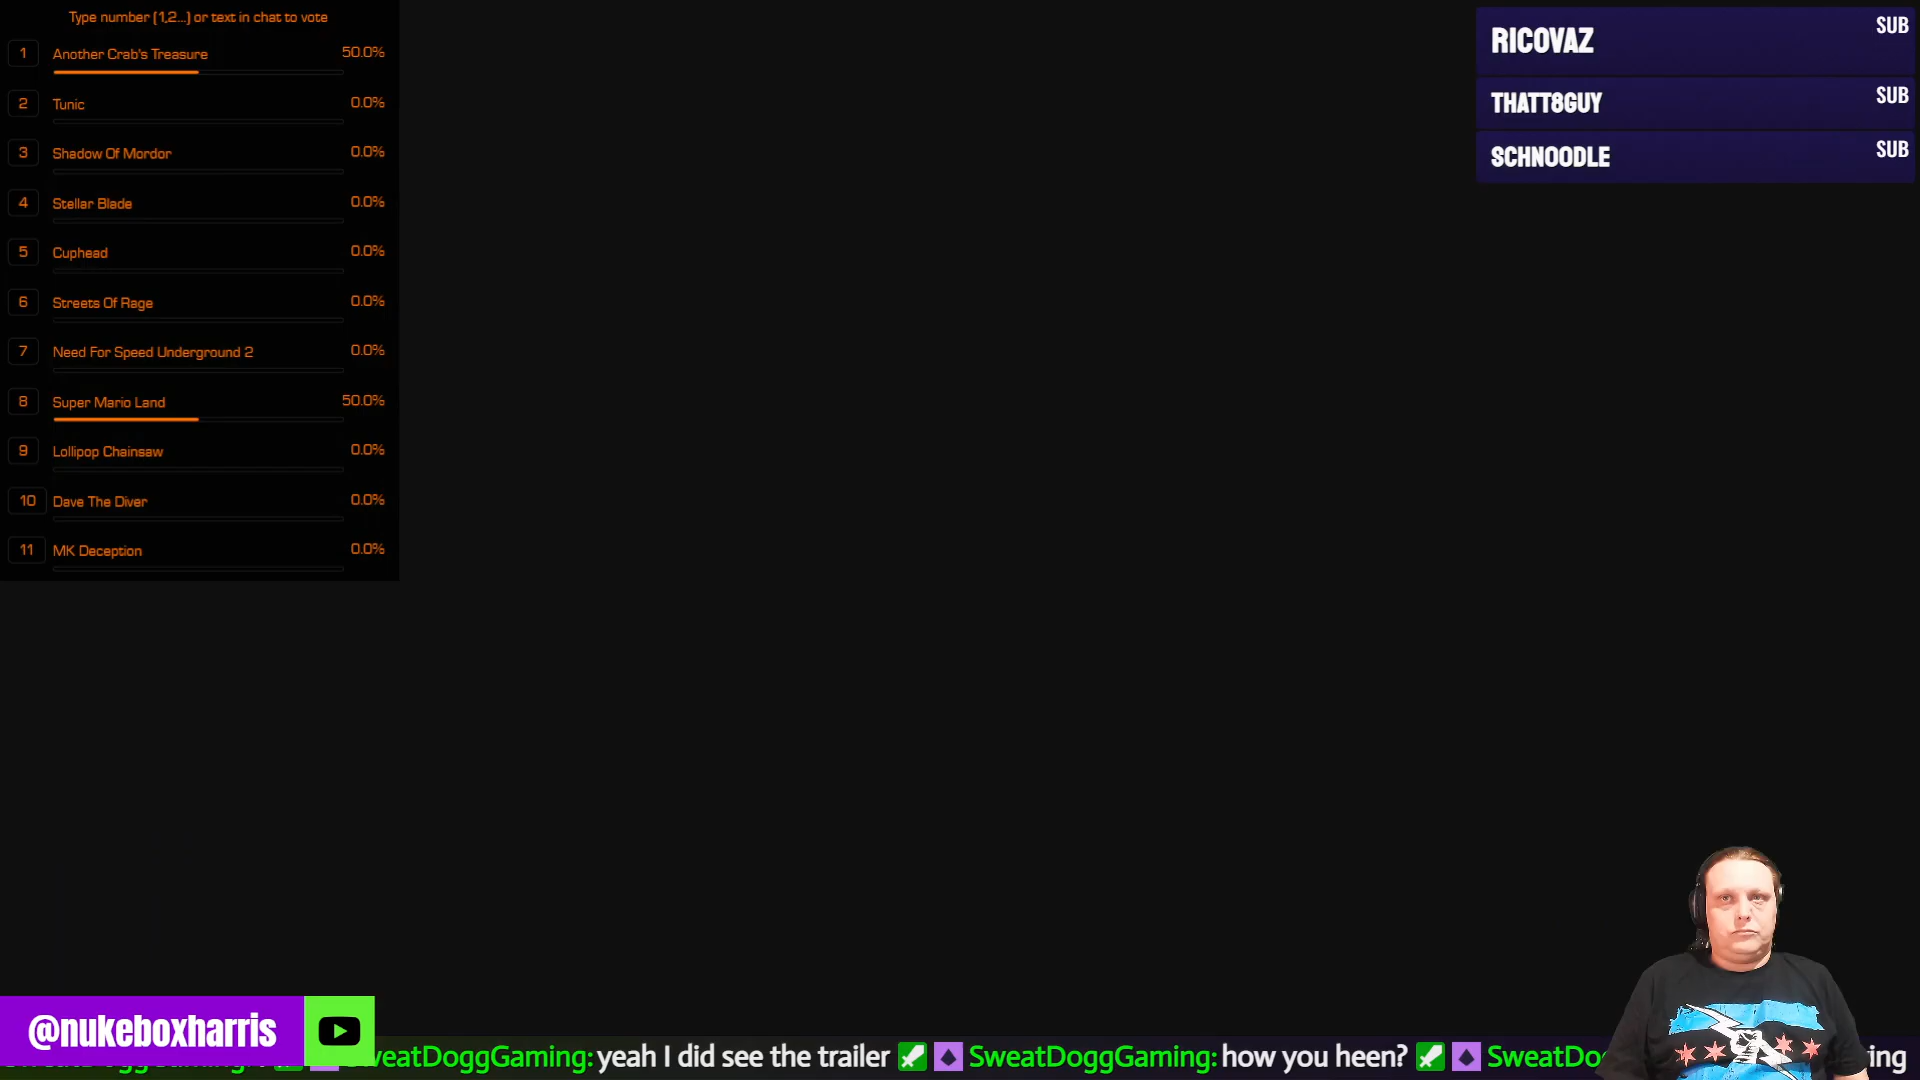 Type number [1,2...] or text in chat to vote
1 Another Crab's Treasure 50.0%
2 Tunic 0.0%
3 Shadow Of Mordor 0.0%
4 Stellar Blade 0.0%
5 Cuphead 0.0%
6 Streets Of Rage 0.0%
7 Need For Speed Underground 2 0.0%
8 Super Mario Land 50.0%
9 Lollipop Chainsaw 0.0%
10 Dave The Diver 0.0%
11 MK Deception 0.0%
RICOVAZ SUB
THATT8GUY SUB
SCHNOODLE SUB
@nukeboxharris
veatDoggGaming: yeah I did see the trailer SweatDoggGaming: how you heen? SweatDo ing